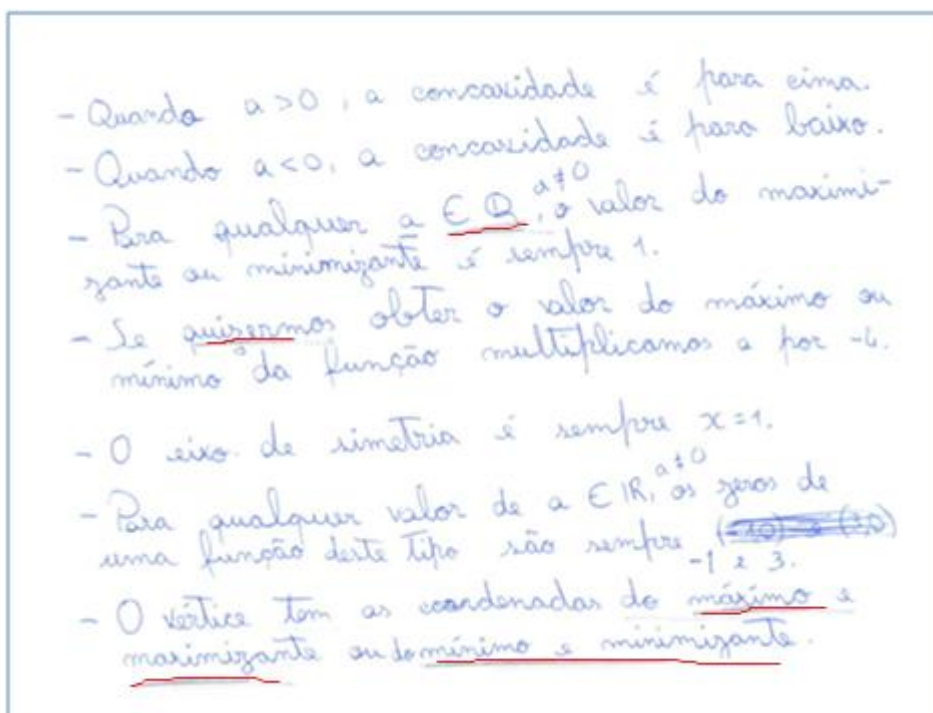 - Quando a > 0, a concavidade é para cima.
- Quando a < 0, a concavidade é para baixo.
- Para qualquer a ∈ Q, a ≠ 0 o valor do maximi-
zante ou minimizante é sempre 1.
- Se quisermos obter o valor do máximo ou
mínimo da função multiplicamos a por -4.
- O eixo de simetria é sempre x = 1.
- Para qualquer valor de a ∈ IR, a ≠ 0 os zeros de
uma função deste tipo são sempre
-1 e 3.
- O vértice tem as coordenadas do máximo e
maximizante ou do mínimo e minimizante.